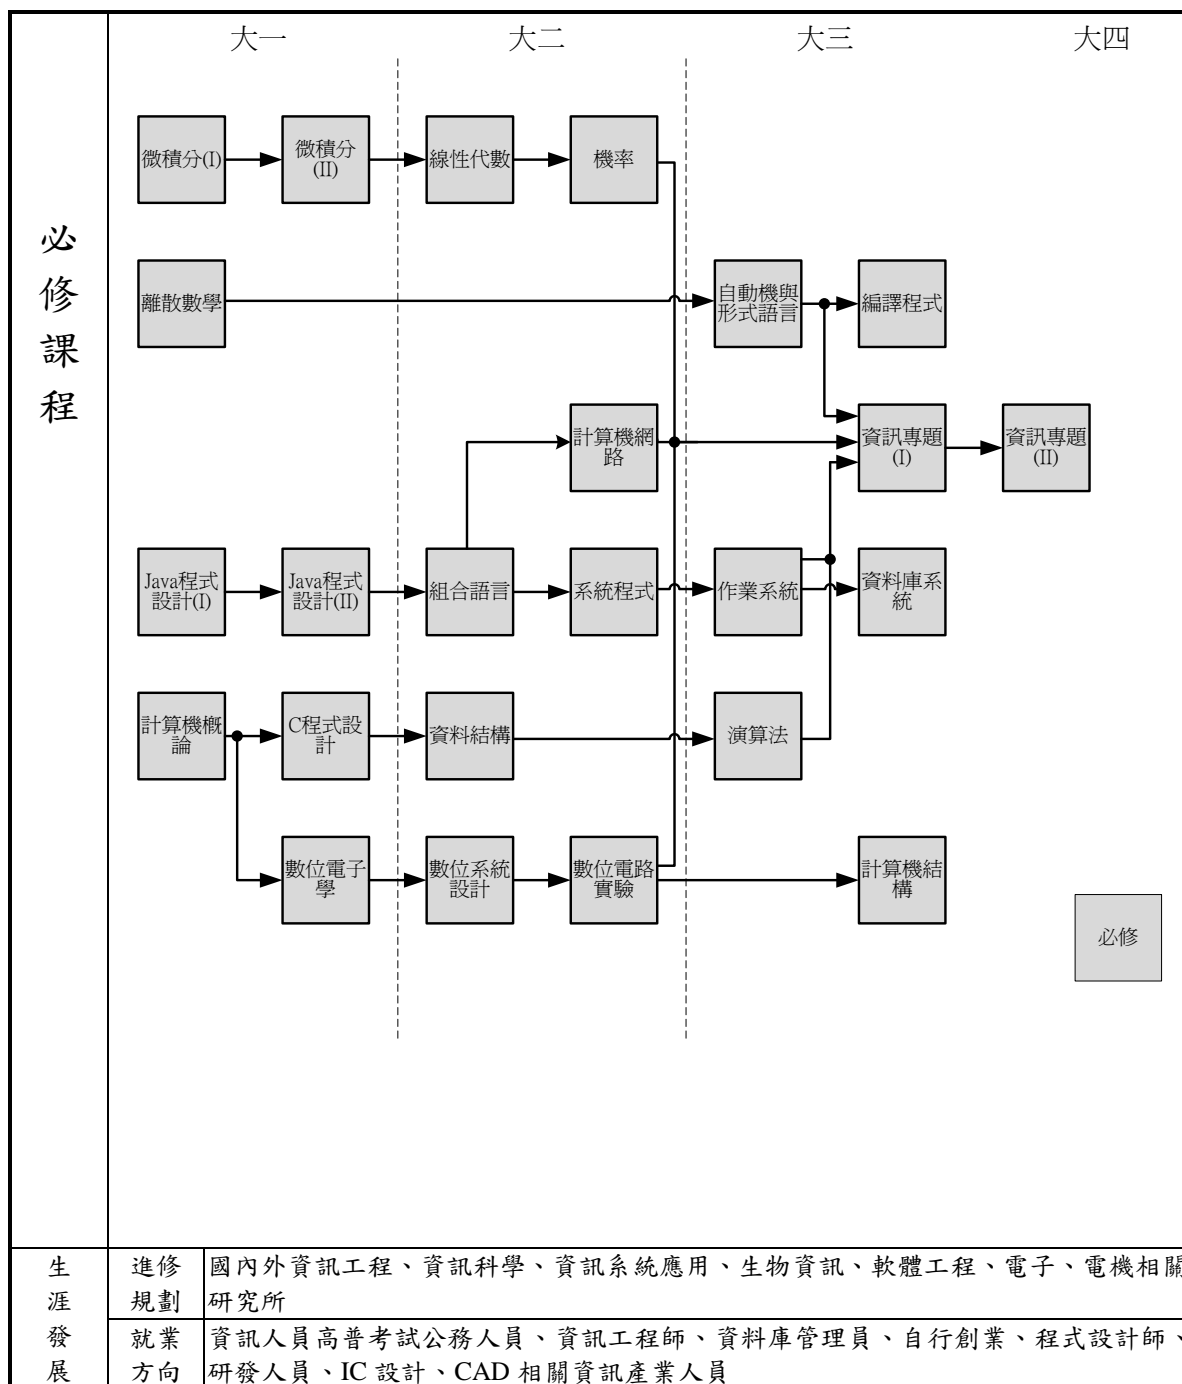 大一
大二
大三
大四
必
修
課
程
微積分(I)
微積分
(II)
線性代數
機率
離散數學
自動機與
形式語言
編譯程式
計算機網
路
資訊專題
(I)
資訊專題
(II)
Java程式
設計(I)
Java程式
設計(II)
組合語言
系統程式
作業系統
資料庫系
統
計算機概
論
C程式設
計
資料結構
演算法
數位電子
學
數位系統
設計
數位電路
實驗
計算機結
構
必修
生
涯
發
展
進修
規劃
國內外資訊工程、資訊科學、資訊系統應用、生物資訊、軟體工程、電子、電機相關
研究所
就業
方向
資訊人員高普考試公務人員、資訊工程師、資料庫管理員、自行創業、程式設計師、
研發人員、IC 設計、CAD 相關資訊產業人員